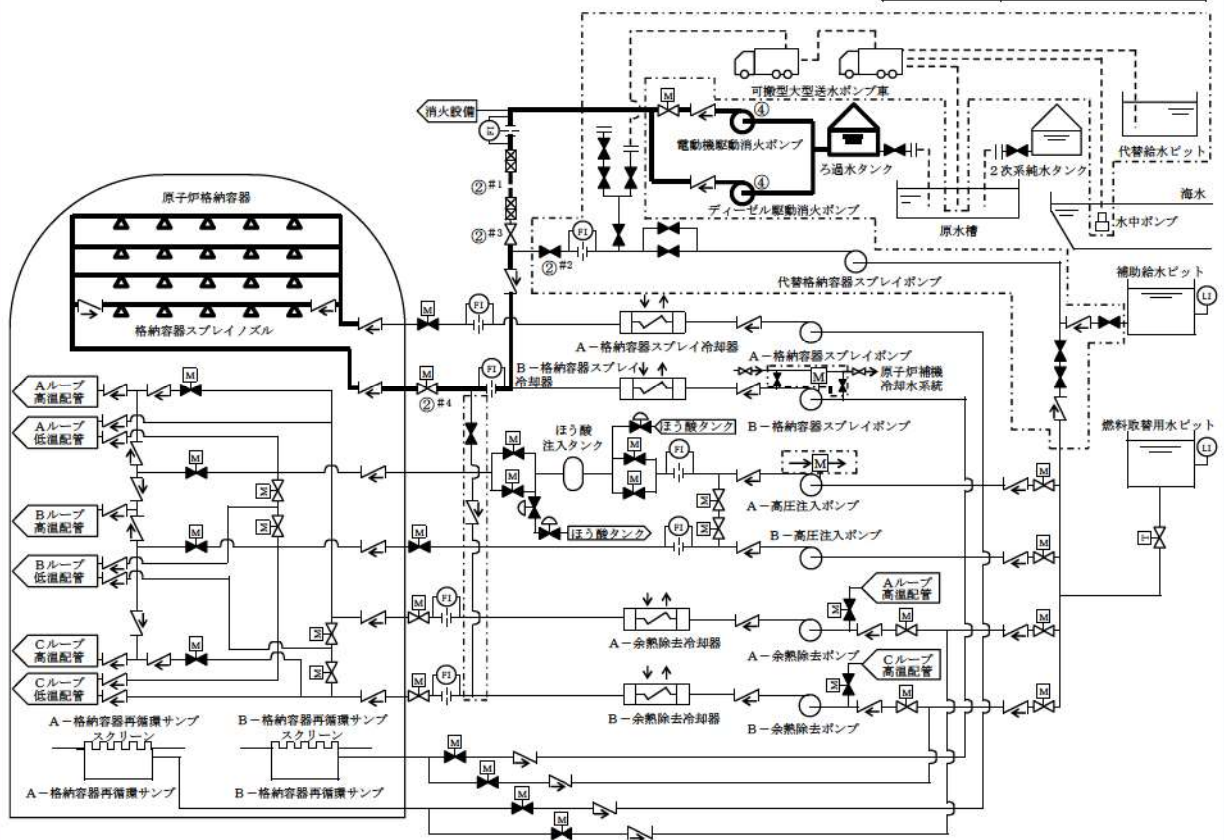 可搬型大型送水ポンプ車
消火設備
M
④
FI
電動機駆動消火ポンプ
ろ過水タンク
2次系純水タンク
代替給水ピット
②#1
④
海水
原子炉格納容器
ディーゼル駆動消火ポンプ
原水槽
水中ポンプ
②#3
FI
②#2
代替格納容器スプレイポンプ
補助給水ピット
LI
M
FI
格納容器スプレイノズル
A-格納容器スプレイ冷却器
A-格納容器スプレイポンプ
B-格納容器スプレイ
冷却器
FI
M
M
原子炉補機
冷却水系統
Aループ
高温配管
M
②#4
B-格納容器スプレイポンプ
燃料取替用水ピット
LI
Aループ
低温配管
ほう酸
注入タンク
ほう酸タンク
M
M
FI
M
M
M
M
M
M
M
A-高圧注入ポンプ
Bループ
高温配管
M
ほう酸タンク
B-高圧注入ポンプ
M
M
M
FI
M
T
Bループ
低温配管
Aループ
高温配管
M
FI
M
M
M
M
A-余熱除去冷却器
A-余熱除去ポンプ
Cループ
高温配管
M
M
Cループ
高温配管
Cループ
低温配管
M
FI
M
M
M
B-余熱除去冷却器
B-余熱除去ポンプ
A-格納容器再循環サンプ
スクリーン
B-格納容器再循環サンプ
スクリーン
M
M
A-格納容器再循環サンプ
B-格納容器再循環サンプ
M
M